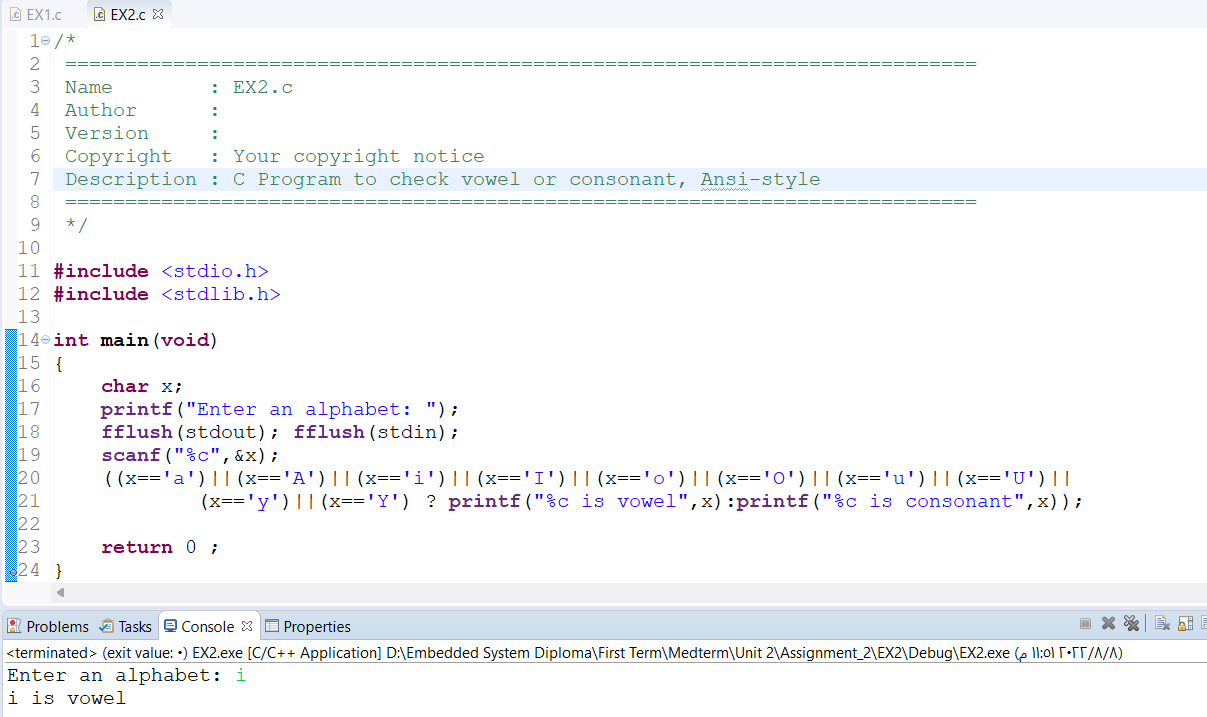 EX1.c EX2.c
1 /*
2 ============================================================================
3 Name : EX2.c
4 Author :
5 Version :
6 Copyright : Your copyright notice
7 Description : C Program to check vowel or consonant, Ansi-style
8 ============================================================================
9 */
10
11 #include <stdio.h>
12 #include <stdlib.h>
13
14 int main(void)
15 {
16 char x;
17 printf("Enter an alphabet: ");
18 fflush(stdout); fflush(stdin);
19 scanf("%c",&x);
20 ((x=='a')||(x=='A')||(x=='i')||(x=='I')||(x=='o')||(x=='O')||(x=='u')||(x=='U')||
21 (x=='y')||(x=='Y') ? printf("%c is vowel",x):printf("%c is consonant",x));
22
23 return 0 ;
24 }
Problems Tasks Console Properties
<terminated> (exit value: ٠) EX2.exe [C/C++ Application] D:\Embedded System Diploma\First Term\Medterm\Unit 2\Assignment_2\EX2\Debug\EX2.exe (٢٠٢٢/٨/٨ ١١:٥١ م)
Enter an alphabet: i
i is vowel